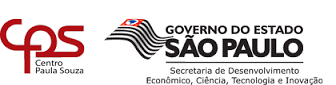 cps
Centro
Paula Souza
GOVERNO DO ESTADO
SÃO PAULO
Secretaria de Desenvolvimento
Econômico, Ciência, Tecnologia e Inovação